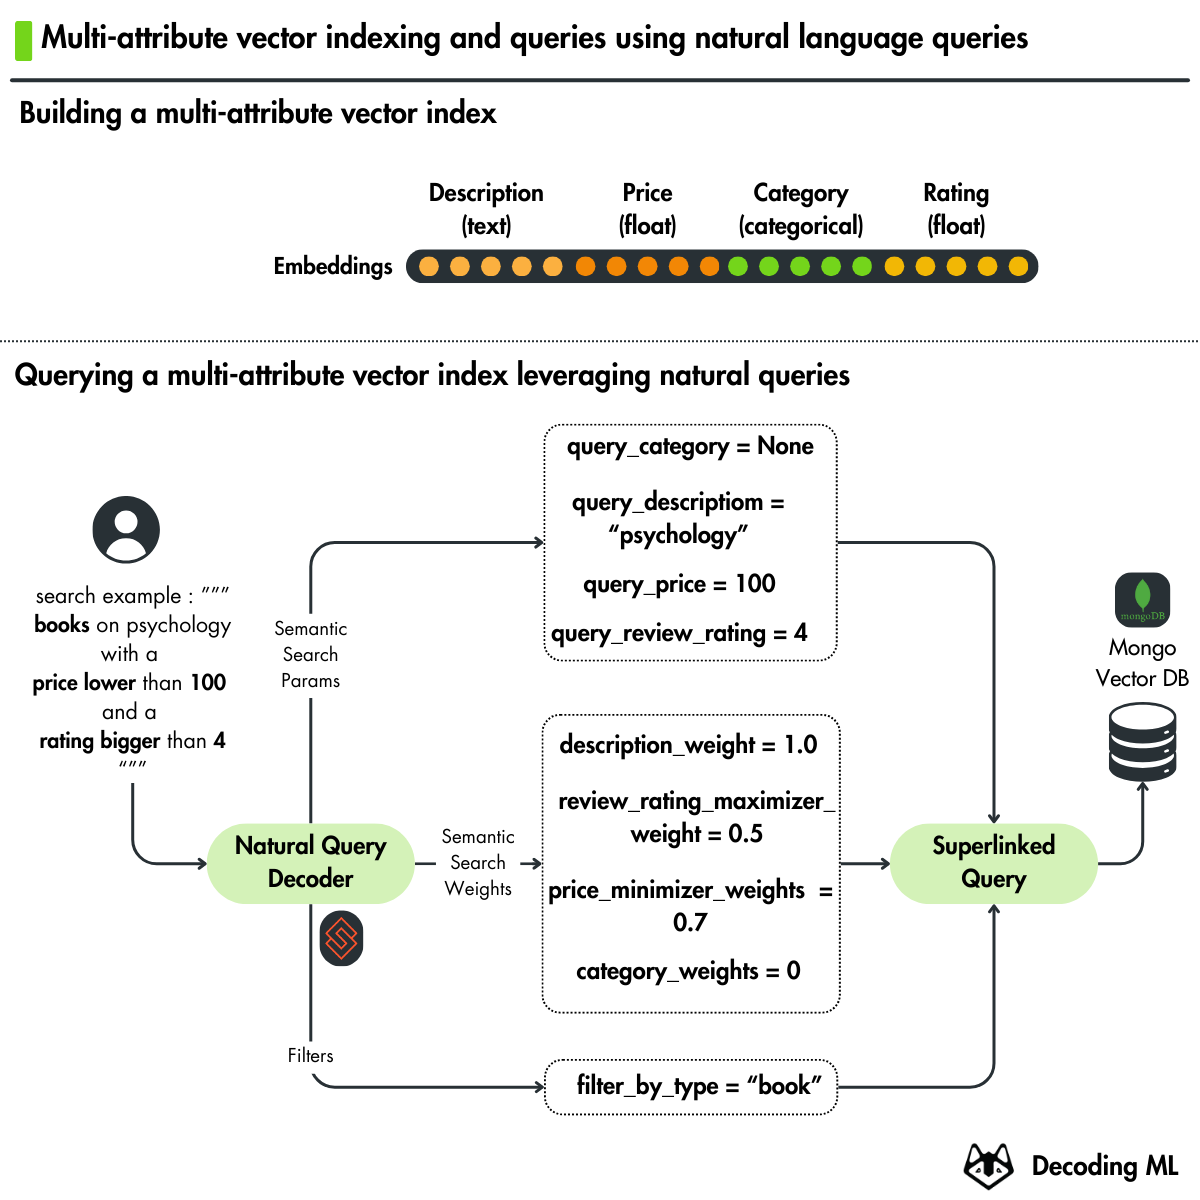 Multi-attribute vector indexing and queries using natural language queries
Building a multi-attribute vector index
Description
(text)
Price
(float)
Category
(categorical)
Rating
(float)
Embeddings
Querying a multi-attribute vector index leveraging natural queries
search example : ”””
books on psychology
with a
price lower than 100
and a
rating bigger than 4
”””
Semantic
Search
Params
query_category = None
query_descriptiom =
“psychology”
query_price = 100
query_review_rating = 4
Natural Query
Decoder
Semantic
Search
Weights
description_weight = 1.0
review_rating_maximizer_
weight = 0.5
price_minimizer_weights =
0.7
category_weights = 0
Filters
filter_by_type = “book”
Superlinked
Query
mongoDB
Mongo
Vector DB
Decoding ML